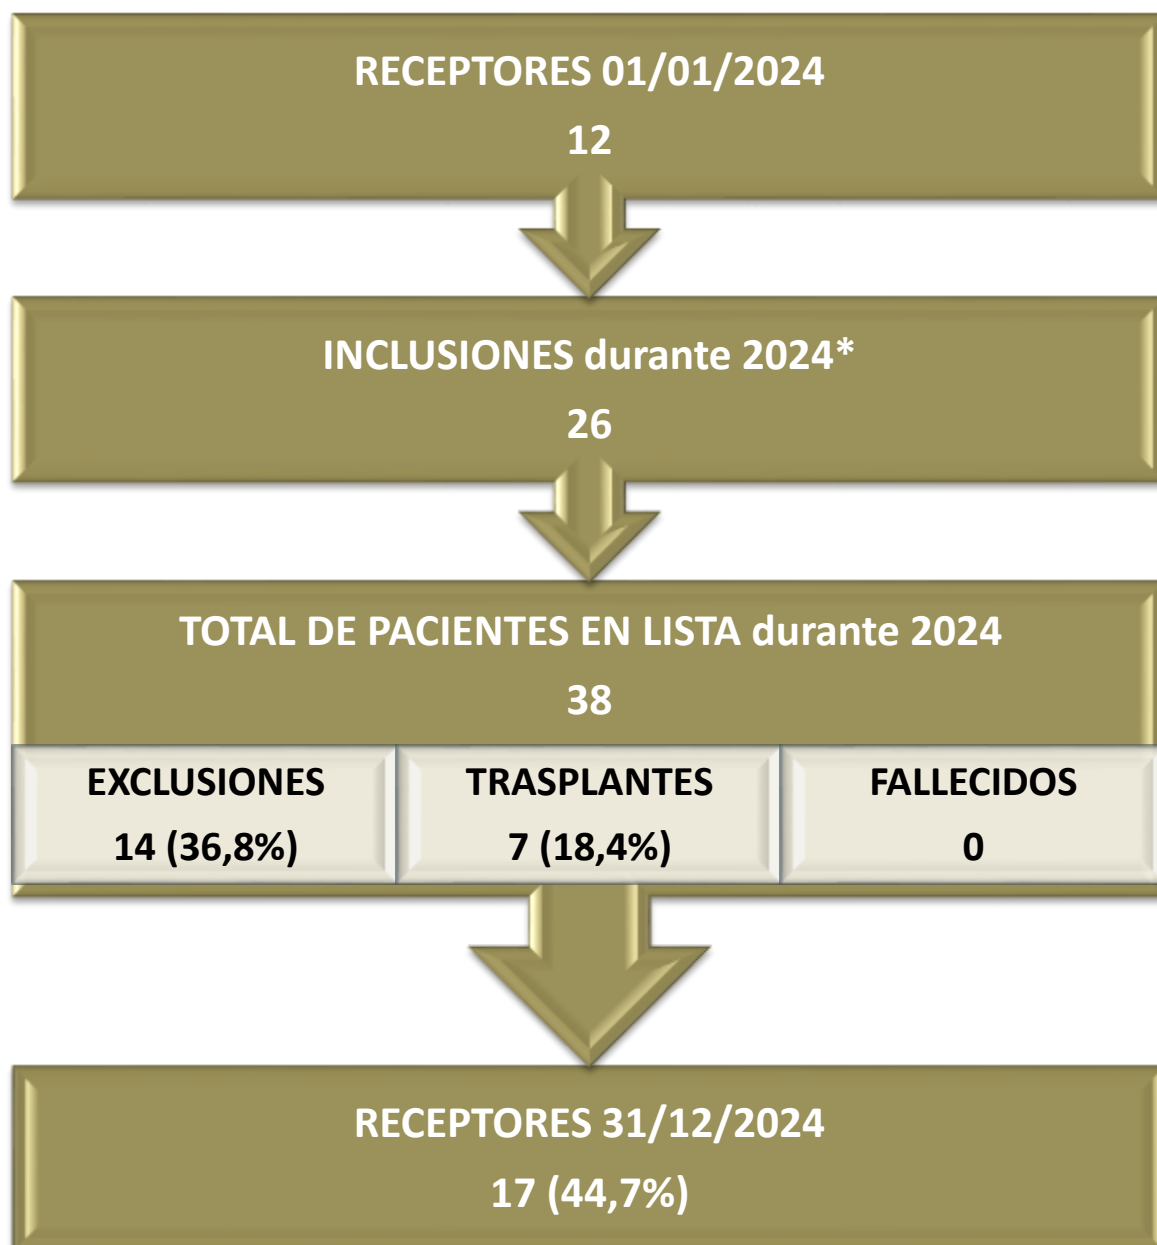 RECEPTORES 01/01/2024
12
INCLUSIONES durante 2024*
26
TOTAL DE PACIENTES EN LISTA durante 2024
38
EXCLUSIONES
14 (36,8%)
TRASPLANTES
7 (18,4%)
FALLECIDOS
0
RECEPTORES 31/12/2024
17 (44,7%)